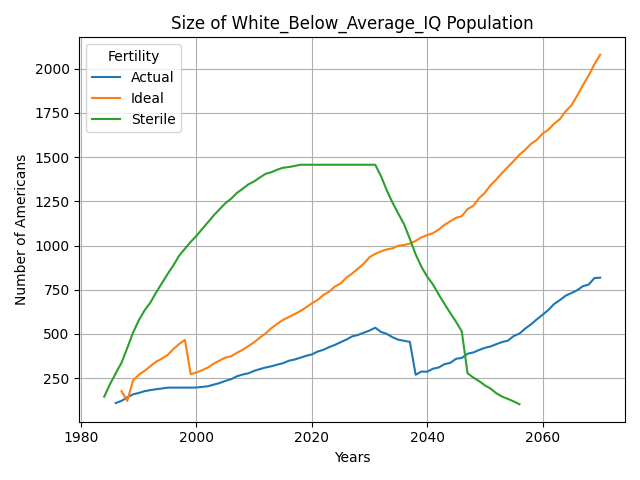 Size of White_Below_Average_IQ Population
Fertility
Actual
Ideal
Sterile
Number of Americans
2000
1750
1500
1250
1000
750
500
250
1980
2000
2020
2040
2060
Years